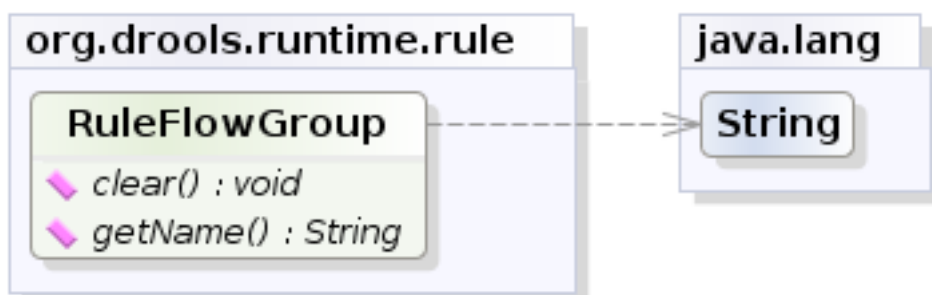 org.drools.runtime.rule
java.lang
RuleFlowGroup
String
clear() : void
getName() : String